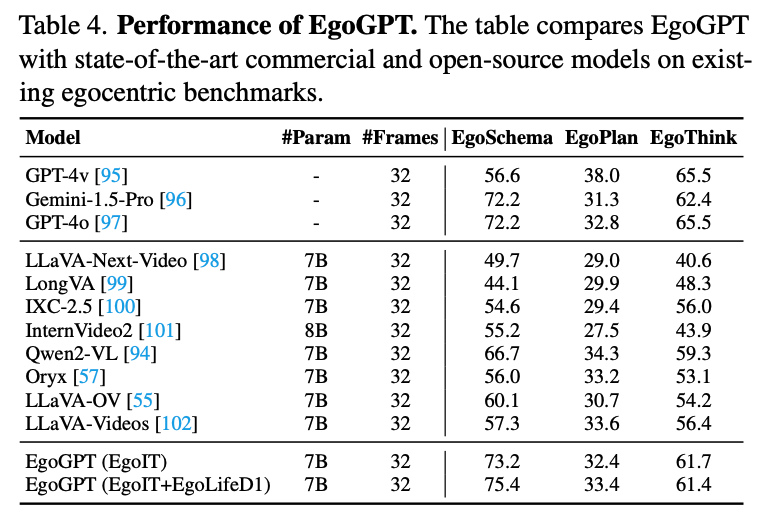 Table 4. Performance of EgoGPT. The table compares EgoGPT
with state-of-the-art commercial and open-source models on exist-
ing egocentric benchmarks.
Model #Param #Frames EgoSchema EgoPlan EgoThink
GPT-4v [95] - 32 56.6 38.0 65.5
Gemini-1.5-Pro [96] - 32 72.2 31.3 62.4
GPT-4o [97] - 32 72.2 32.8 65.5
LLaVA-Next-Video [98] 7B 32 49.7 29.0 40.6
LongVA [99] 7B 32 44.1 29.9 48.3
IXC-2.5 [100] 7B 32 54.6 29.4 56.0
InternVideo2 [101] 8B 32 55.2 27.5 43.9
Qwen2-VL [94] 7B 32 66.7 34.3 59.3
Oryx [57] 7B 32 56.0 33.2 53.1
LLaVA-OV [55] 7B 32 60.1 30.7 54.2
LLaVA-Videos [102] 7B 32 57.3 33.6 56.4
EgoGPT (EgoIT) 7B 32 73.2 32.4 61.7
EgoGPT (EgoIT+EgoLifeD1) 7B 32 75.4 33.4 61.4